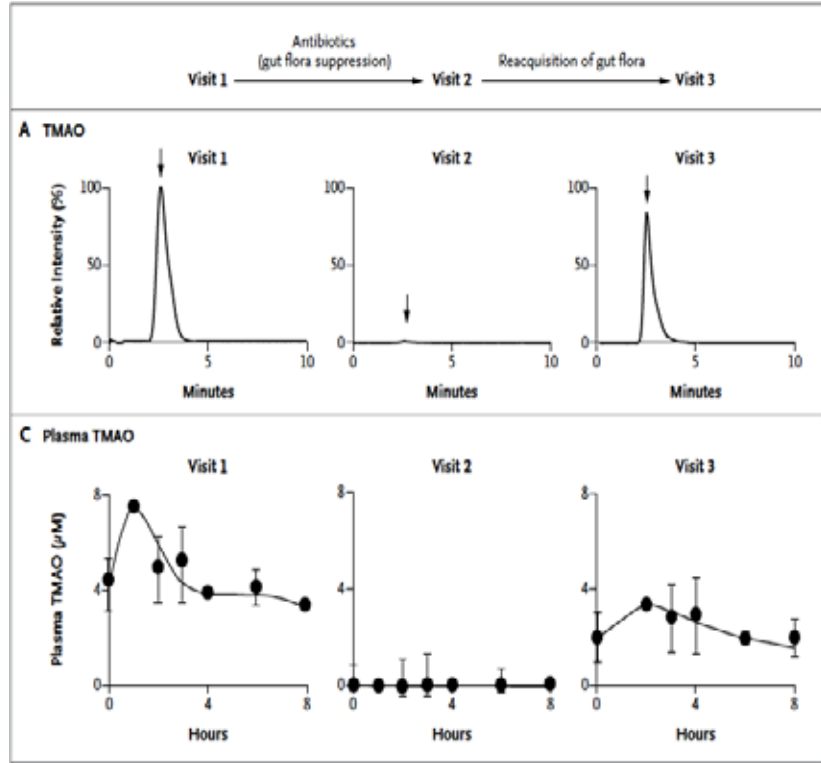 Antibiotics
(gut flora suppression)
Reacquisition of gut flora
Visit 1
Visit 2
Visit 3
A TMAO
Visit 1
Visit 2
Visit 3
Relative Intensity (%)
100
50
0
0
5
10
Minutes
100
50
0
0
5
10
Minutes
100
50
0
0
5
10
Minutes
C Plasma TMAO
Visit 1
Visit 2
Visit 3
Plasma TMAO (μM)
8
4
0
0
4
8
Hours
8
4
0
0
4
8
Hours
8
4
0
0
4
8
Hours